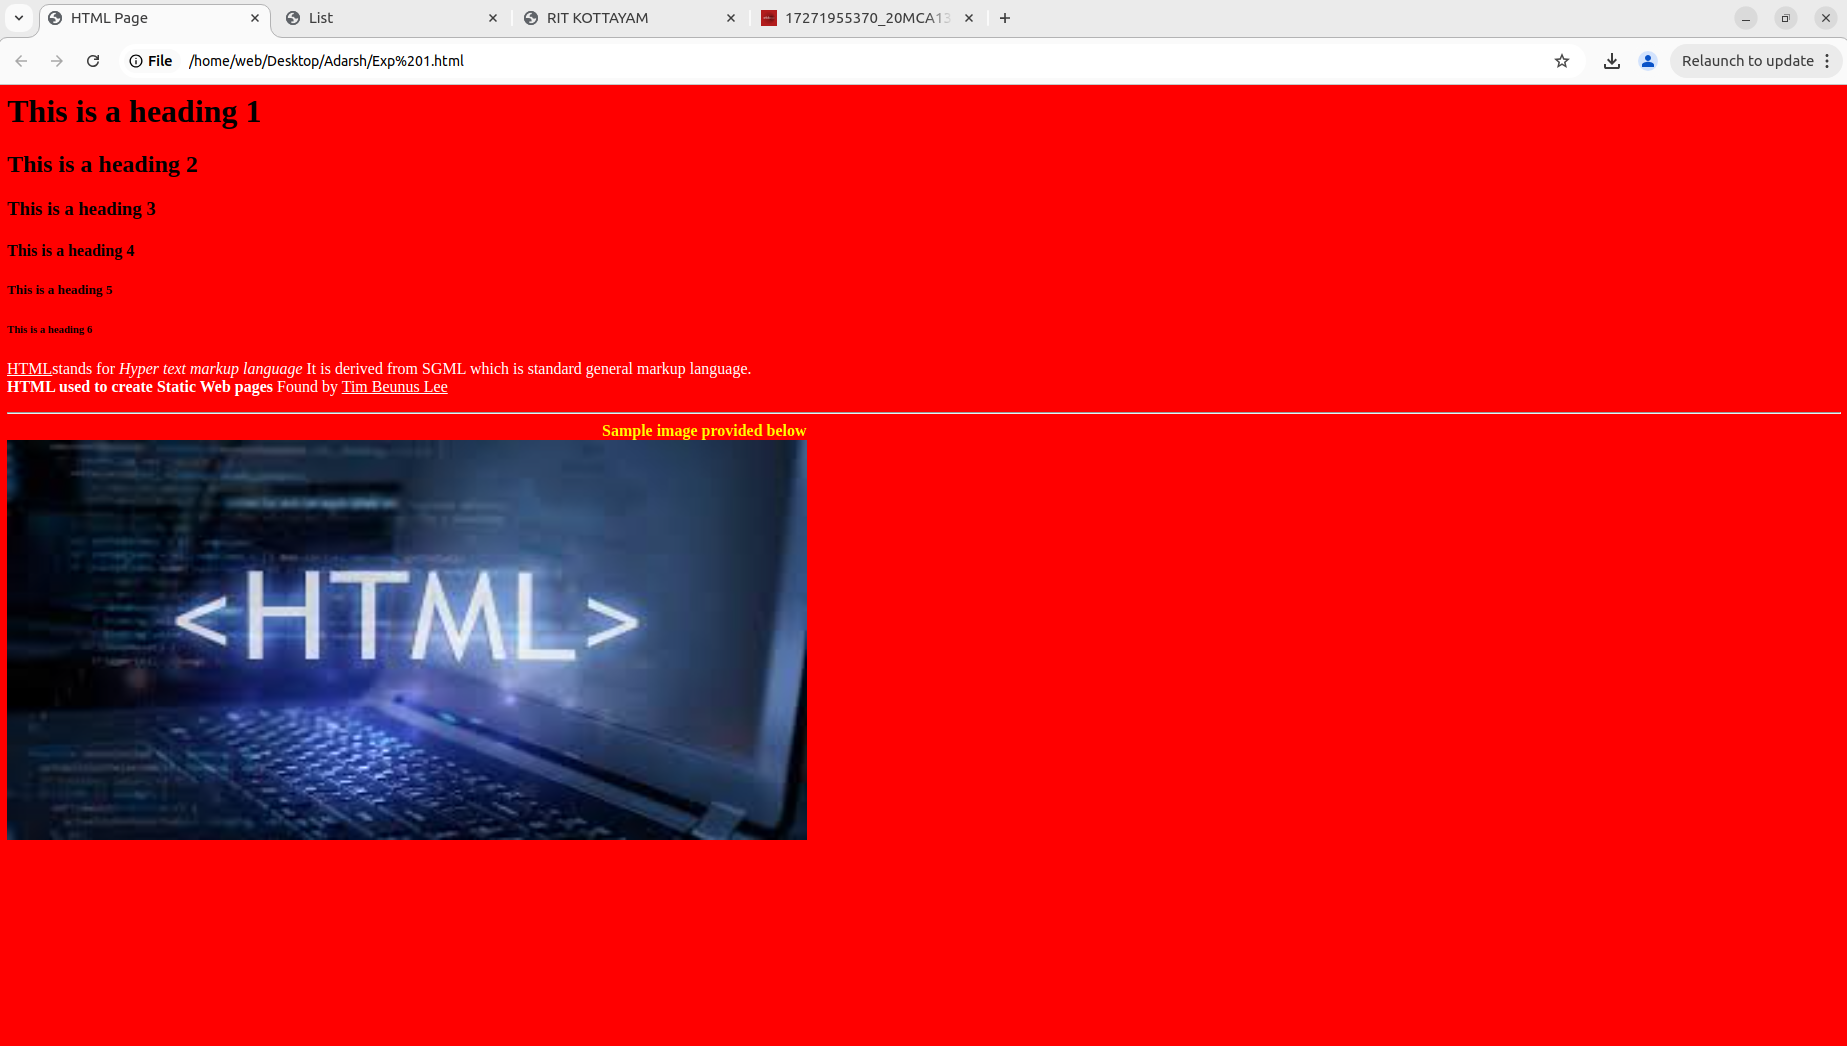 HTML Page
List
RIT KOTTAYAM
17271955370_20MCA13
File /home/web/Desktop/Adarsh/Exp%201.html
Relaunch to update
This is a heading 1
This is a heading 2
This is a heading 3
This is a heading 4
This is a heading 5
This is a heading 6
HTMLstands for Hyper text markup language It is derived from SGML which is standard general markup language.
HTML used to create Static Web pages Found by Tim Beunus Lee
Sample image provided below
<HTML>